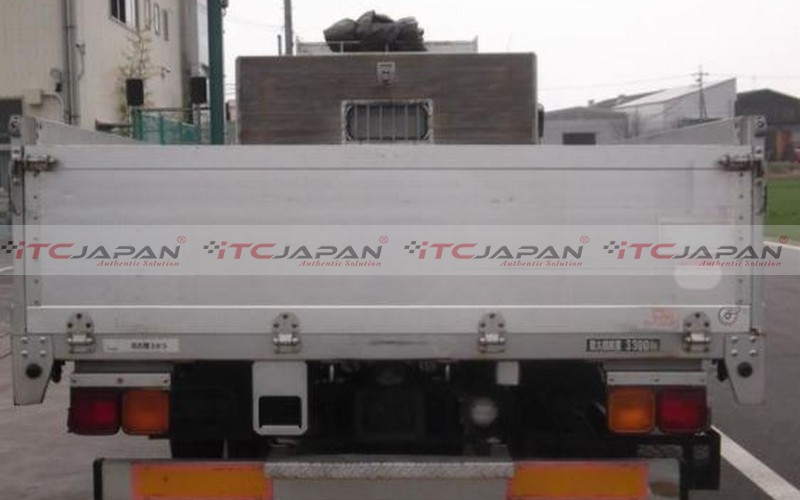 iTCJAPAN® iTCJAPAN® iTCJAPAN® iTCJAPAN®
Authentic Solution Authentic Solution Authentic Solution Authentic Solution
最大積載量 3300kg